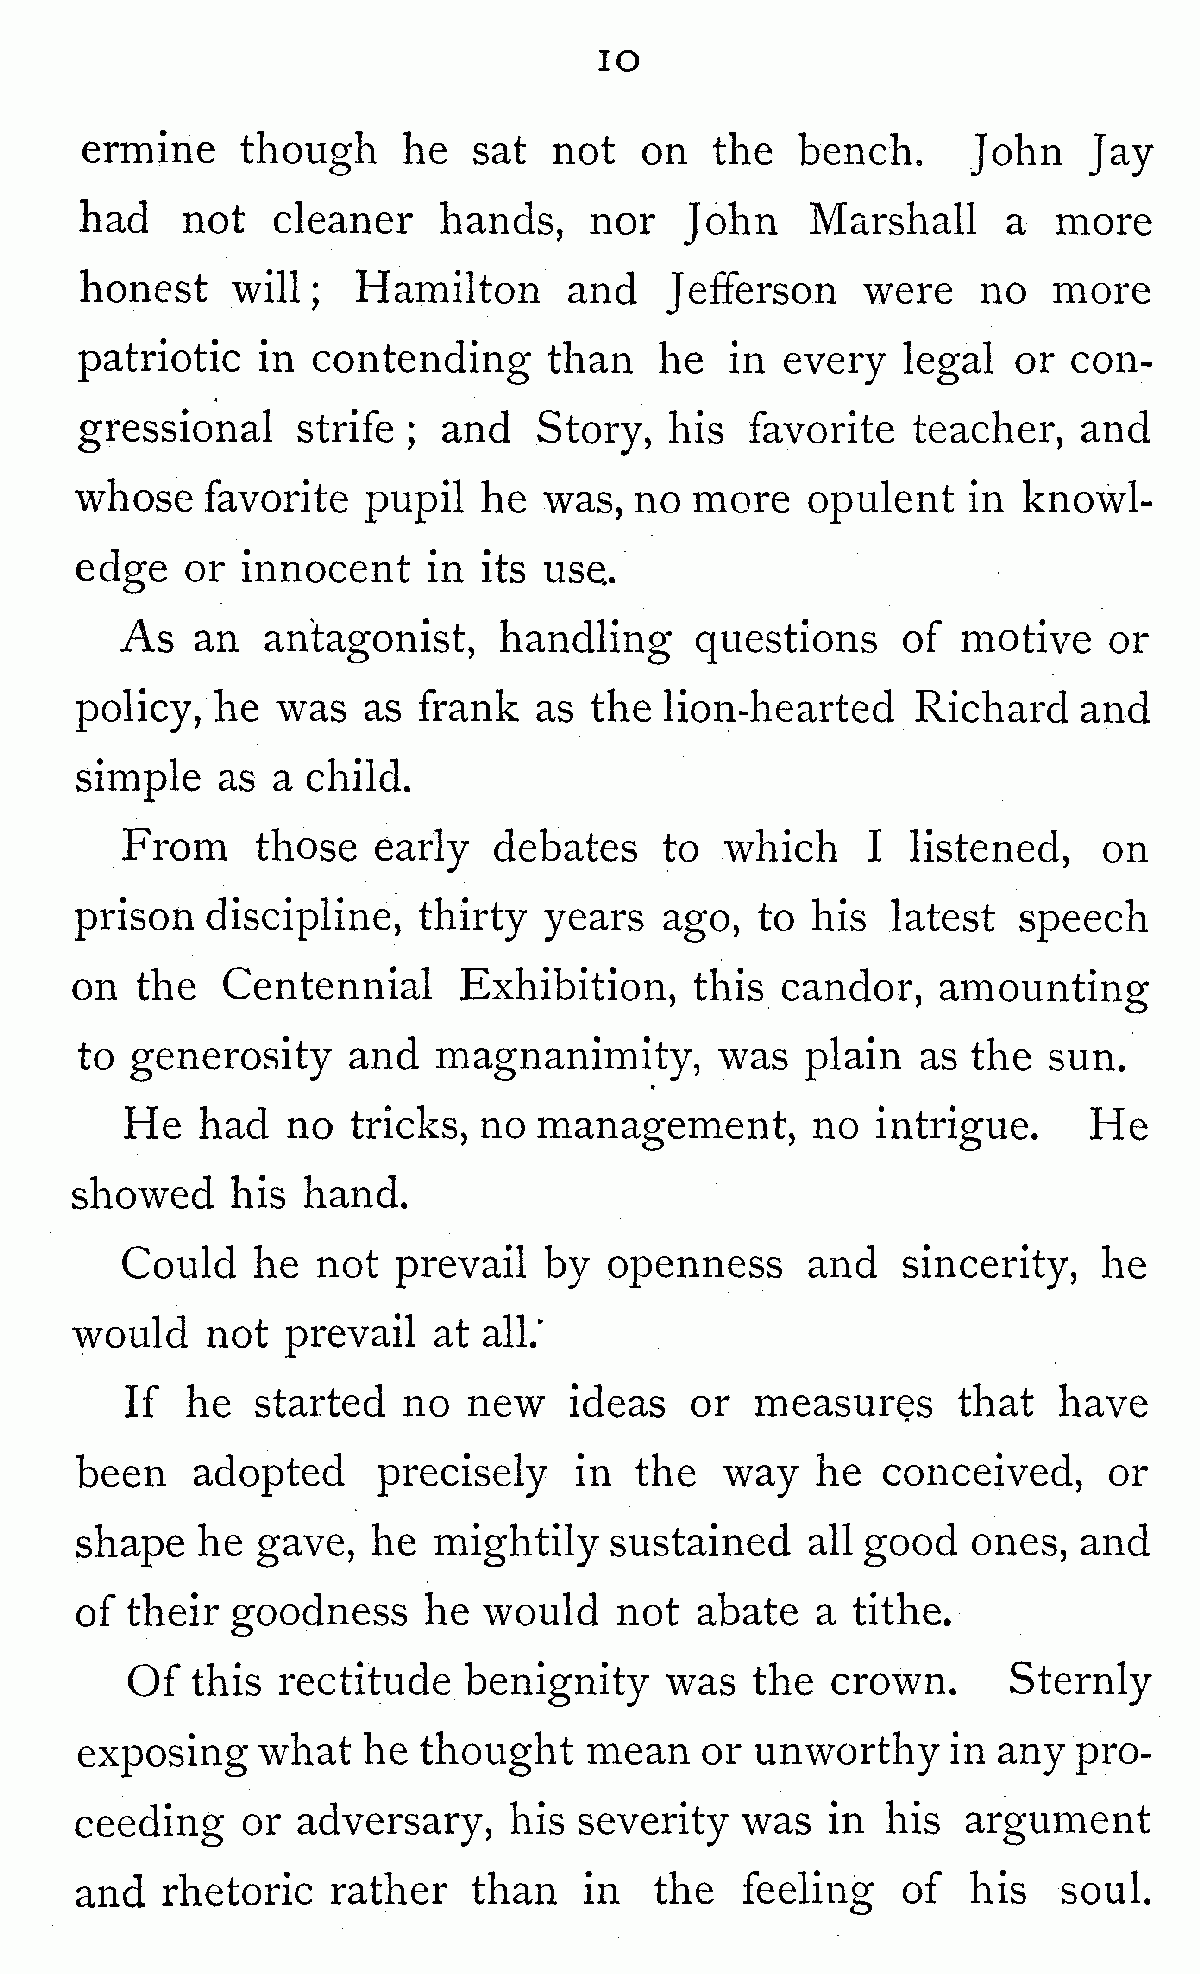 10
ermine though he sat not on the bench. John Jay
had not cleaner hands, nor John Marshall a more
honest will; Hamilton and Jefferson were no more
patriotic in contending than he in every legal or con-
gressional strife; and Story, his favorite teacher, and
whose favorite pupil he was, no more opulent in knowl-
edge or innocent in its use.
As an antagonist, handling questions of motive or
policy, he was as frank as the lion-hearted Richard and
simple as a child.
From those early debates to which I listened, on
prison discipline, thirty years ago, to his latest speech
on the Centennial Exhibition, this candor, amounting
to generosity and magnanimity, was plain as the sun.
He had no tricks, no management, no intrigue. He
showed his hand.
Could he not prevail by openness and sincerity, he
would not prevail at all.
If he started no new ideas or measures that have
been adopted precisely in the way he conceived, or
shape he gave, he mightily sustained all good ones, and
of their goodness he would not abate a tithe.
Of this rectitude benignity was the crown. Sternly
exposing what he thought mean or unworthy in any pro-
ceeding or adversary, his severity was in his argument
and rhetoric rather than in the feeling of his soul.